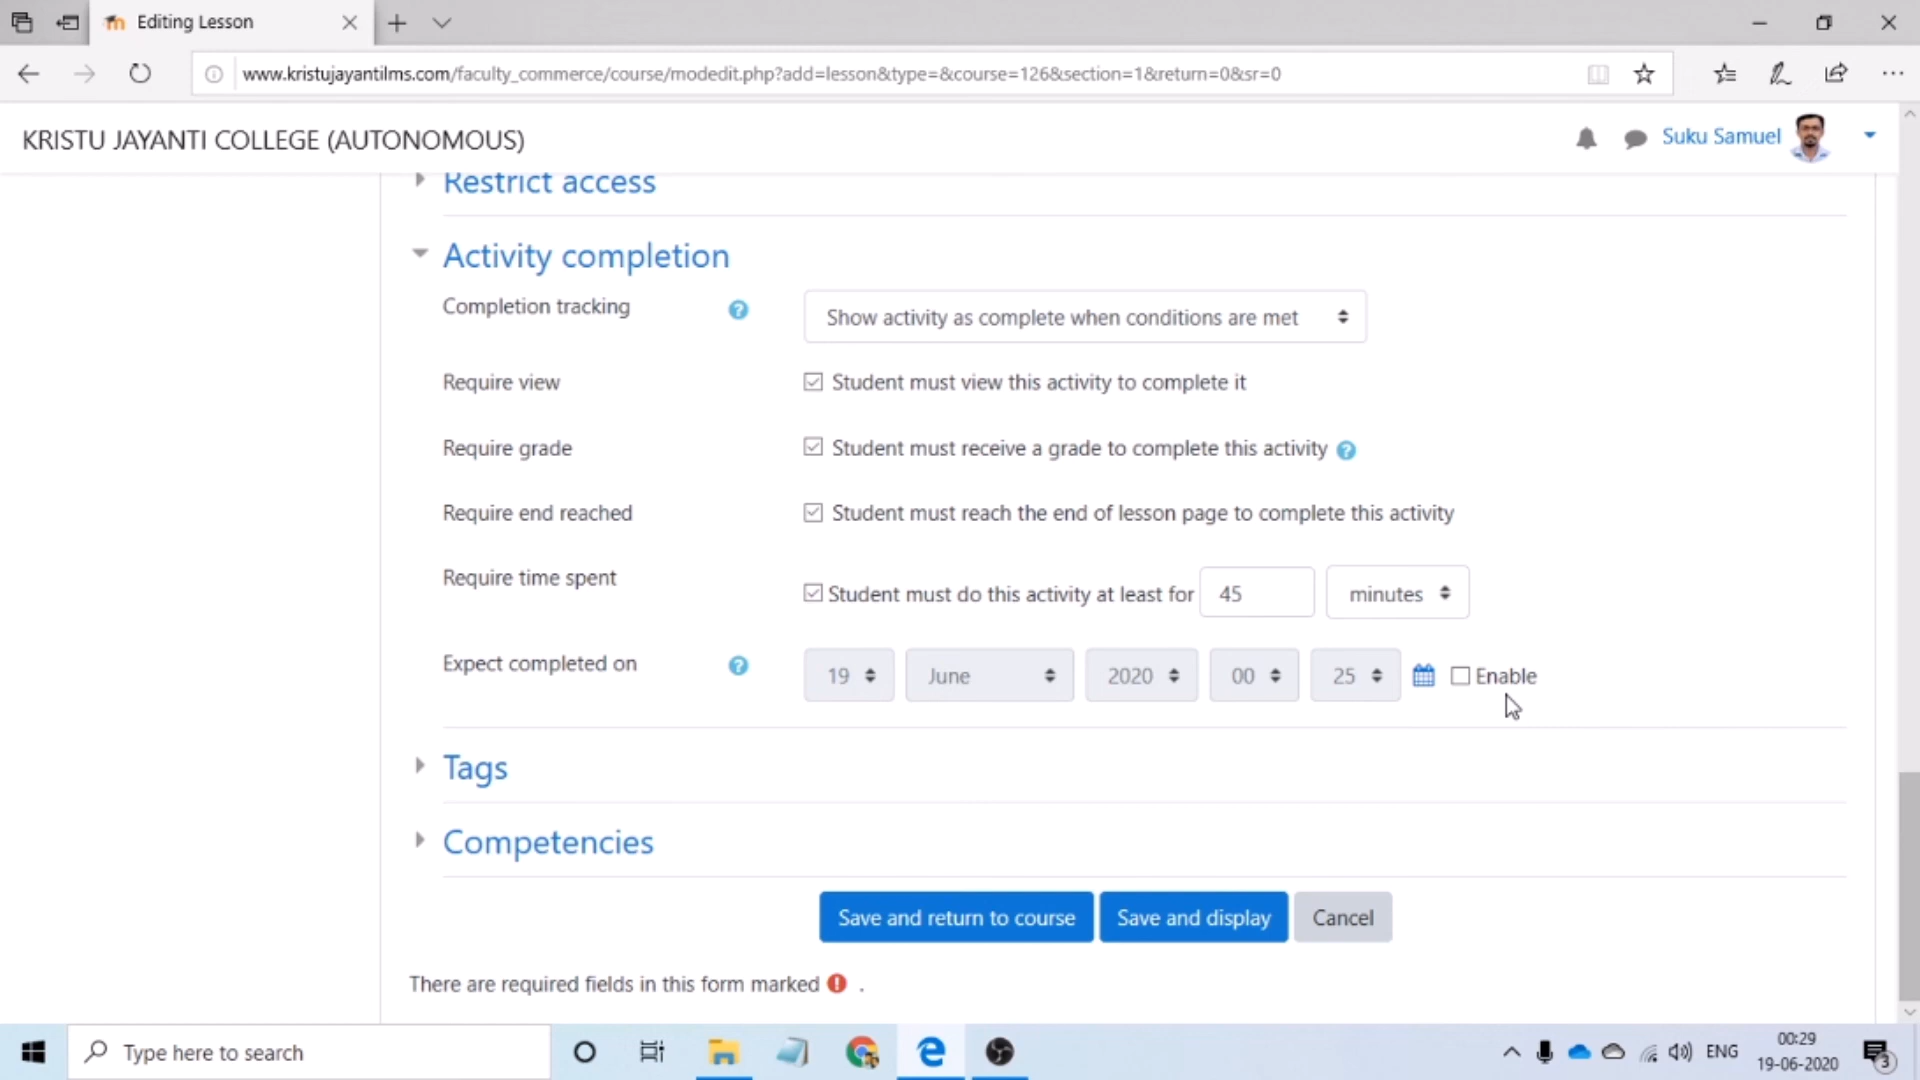 Editing Lesson
www.kristujayantilms.com/faculty_commerce/course/modedit.php?add=lesson&type=&course=126&section=1&return=0&sr=0
KRISTU JAYANTI COLLEGE (AUTONOMOUS)
Suku Samuel
Restrict access
Activity completion
Completion tracking ? Show activity as complete when conditions are met
Require view Student must view this activity to complete it
Require grade Student must receive a grade to complete this activity ?
Require end reached Student must reach the end of lesson page to complete this activity
Require time spent Student must do this activity at least for 45 minutes
Expect completed on ? 19 June 2020 00 25 Enable
Tags
Competencies
Save and return to course Save and display Cancel
There are required fields in this form marked ! .
Type here to search
ENG
00:29
19-06-2020
3